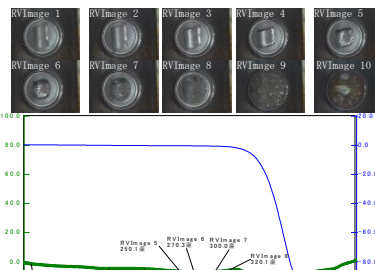 RVImage 1
RVImage 2
RVImage 3
RVImage 4
RVImage 5
RVImage 6
RVImage 7
RVImage 8
RVImage 9
RVImage 10
100.0
80.0
60.0
40.0
20.0
0.0
RVImage 5
250.1
RVImage 6
270.3
RVImage 7
300.0
RVImage 8
320.1
20.0
0.0
-20.0
-40.0
-60.0
-80.0